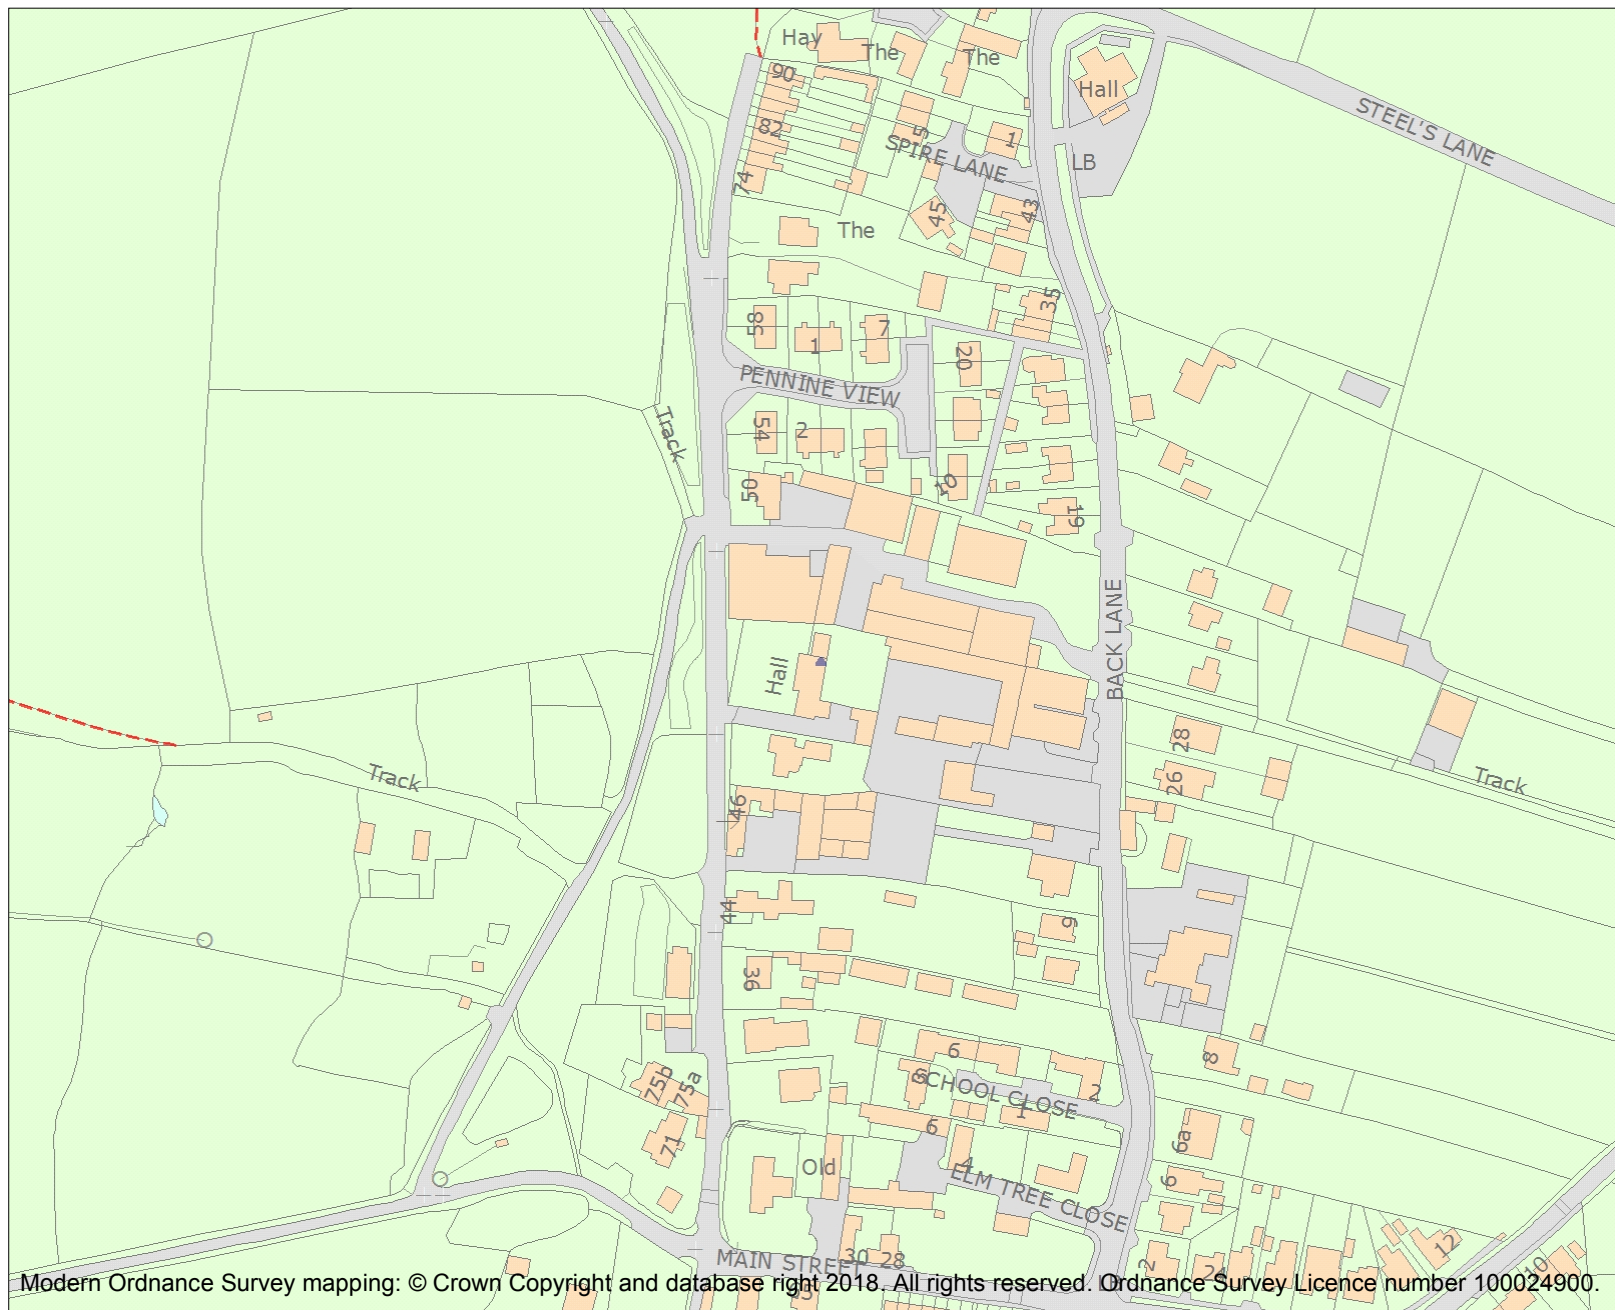 Hay
The
The
90
Hall
STEEL'S LANE
82
5
1
SPIRE LANE
LB
74
45
43
The
35
58
1
7
20
PENNINE VIEW
Track
54
2
50
10
19
BACK LANE
Hall
28
26
Track
Track
46
44
9
36
6
8
8
SCHOOL CLOSE
2
1
75b
75a
6
71
6a
Old
4
ELM TREE CLOSE
6
MAIN STREET
30
28
2
24
12
10
Modern Ordnance Survey mapping: © Crown Copyright and database right 2018. All rights reserved. Ordnance Survey Licence number 100024900.